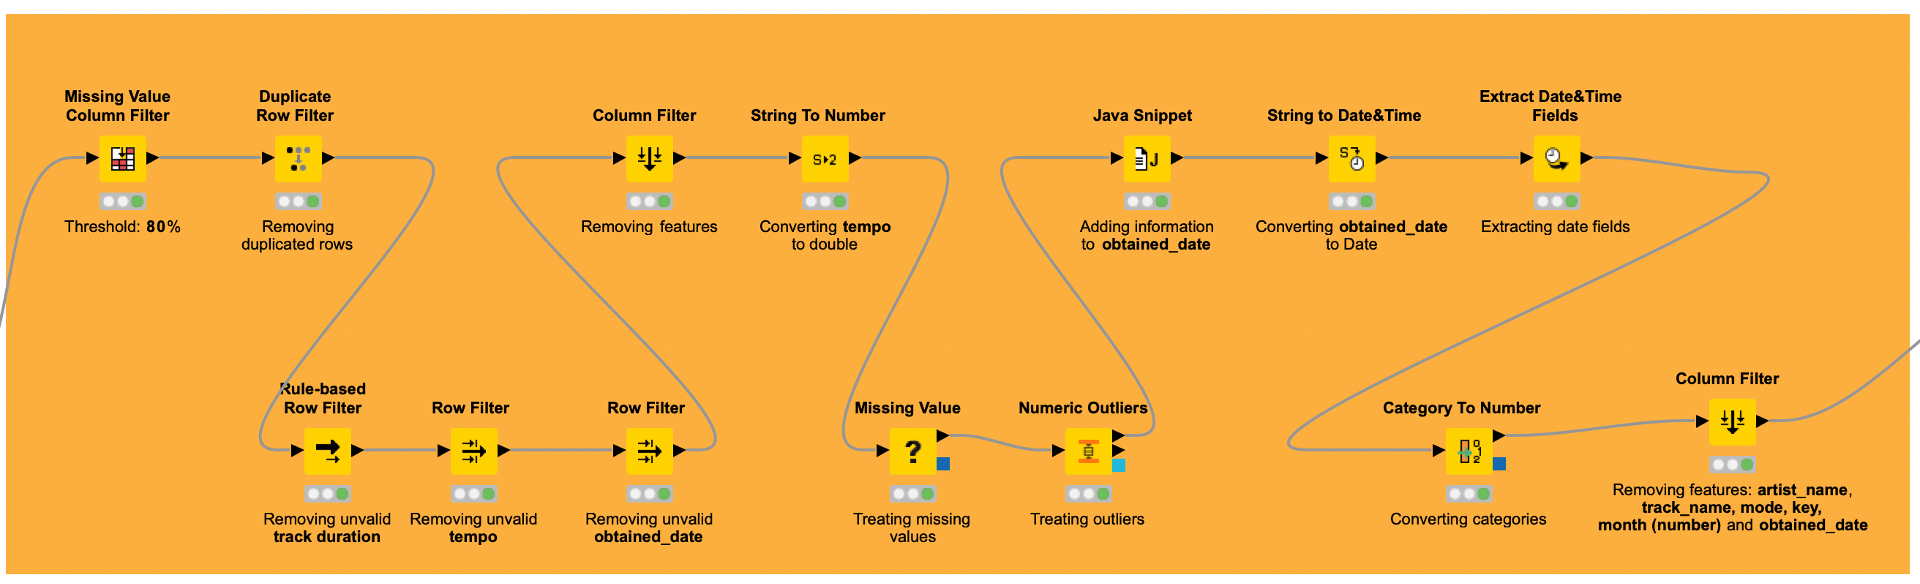 Missing Value
Column Filter
Threshold: 80%
Duplicate
Row Filter
Removing
duplicated rows
Rule-based
Row Filter
Removing unvalid
track duration
Row Filter
Removing unvalid
tempo
Row Filter
Removing unvalid
obtained_date
Column Filter
Removing features
String To Number
S 2
Converting tempo
to double
Missing Value
?
Treating missing
values
Numeric Outliers
Treating outliers
Java Snippet
J
Adding information
to obtained_date
String to Date&Time
S
Converting obtained_date
to Date
Extract Date&Time
Fields
Extracting date fields
Category To Number
0
1
2
Converting categories
Column Filter
Removing features: artist_name,
track_name, mode, key,
month (number) and obtained_date